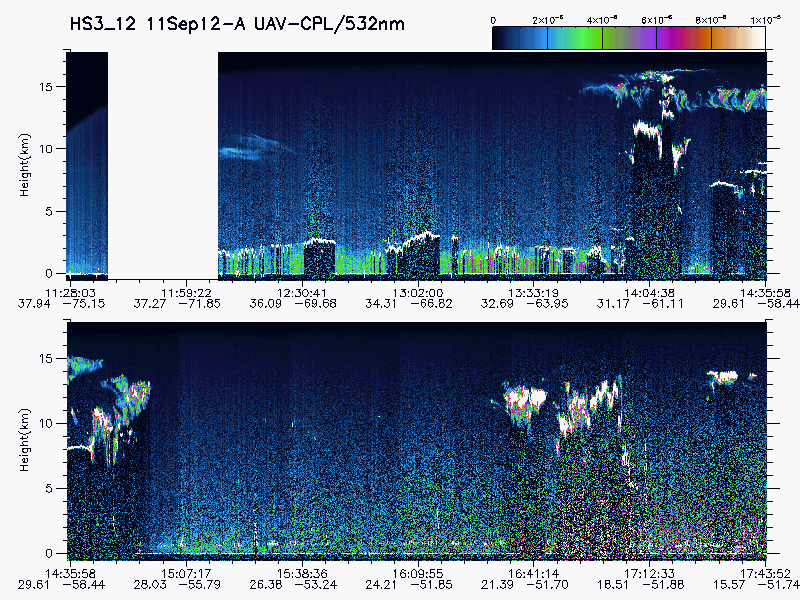 HS3_12 11Sep12-A UAV-CPL/532nm
0 2×10⁻⁶ 4×10⁻⁶ 6×10⁻⁶ 8×10⁻⁶ 1×10⁻⁵
15
10
5
0
Height(km)
11:28:03 11:59:22 12:30:41 13:02:00 13:33:19 14:04:38 14:35:58
37.94 -75.15 37.27 -71.85 36.09 -69.68 34.31 -66.82 32.69 -63.95 31.17 -61.11 29.61 -58.44
15
10
5
0
Height(km)
14:35:58 15:07:17 15:38:36 16:09:55 16:41:14 17:12:33 17:43:52
29.61 -58.44 28.03 -55.79 26.38 -53.24 24.21 -51.85 21.39 -51.70 18.51 -51.88 15.57 -51.74